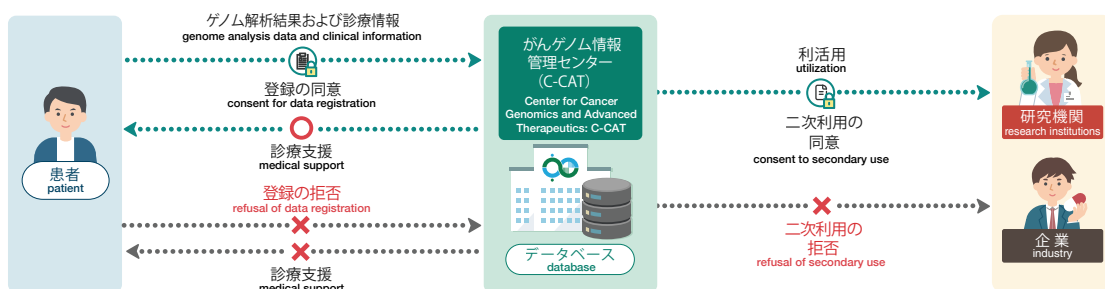 ゲノム解析結果および診療情報
genome analysis data and clinical information
登録の同意
consent for data registration
診療支援
medical support
登録の拒否
refusal of data registration
診療支援
medical support
患者
patient
がんゲノム情報
管理センター
（C-CAT）
Center for Cancer
Genomics and Advanced
Therapeutics: C-CAT
データベース
database
利活用
utilization
二次利用の
同意
consent to secondary use
二次利用の
拒否
refusal of secondary use
研究機関
research institutions
企業
industry